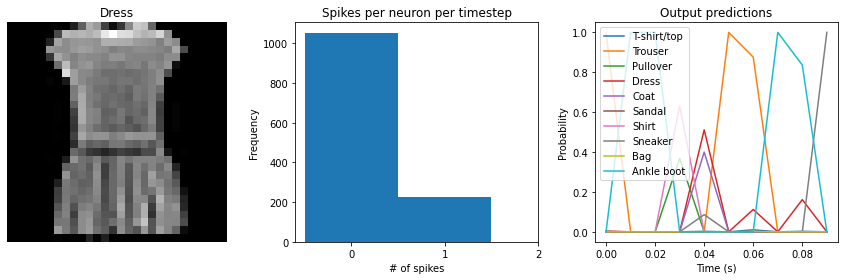 Dress
Spikes per neuron per timestep
Frequency
1000
800
600
400
200
0
0
1
2
# of spikes
Output predictions
Probability
1.0
0.8
0.6
0.4
0.2
0.0
T-shirt/top
Trouser
Pullover
Dress
Coat
Sandal
Shirt
Sneaker
Bag
Ankle boot
0.00
0.02
0.04
0.06
0.08
Time (s)